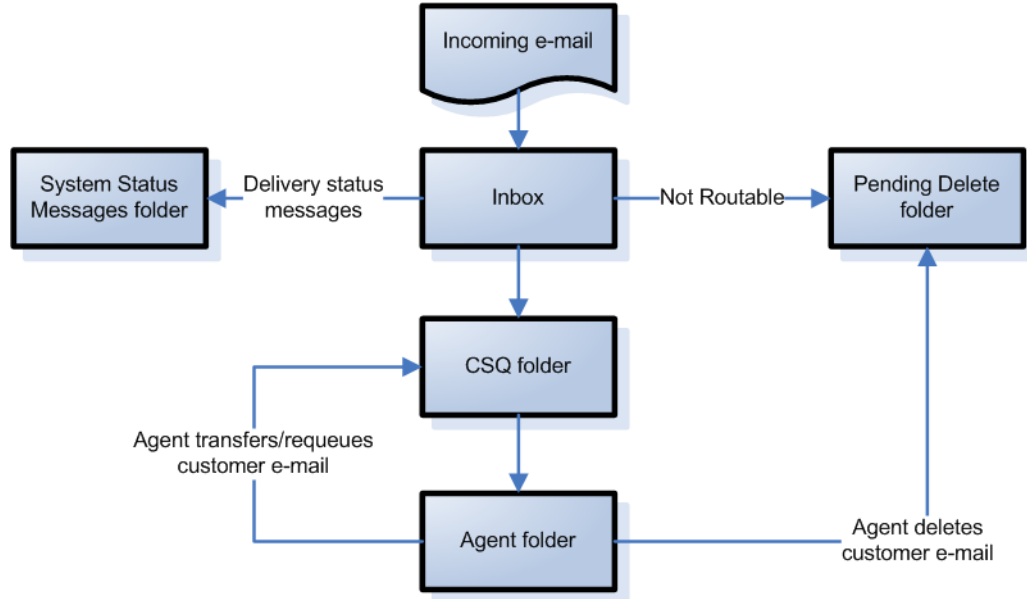 Incoming e-mail
System Status
Messages folder
Delivery status
messages
Inbox
Not Routable
Pending Delete
folder
CSQ folder
Agent transfers/requeues
customer e-mail
Agent folder
Agent deletes
customer e-mail